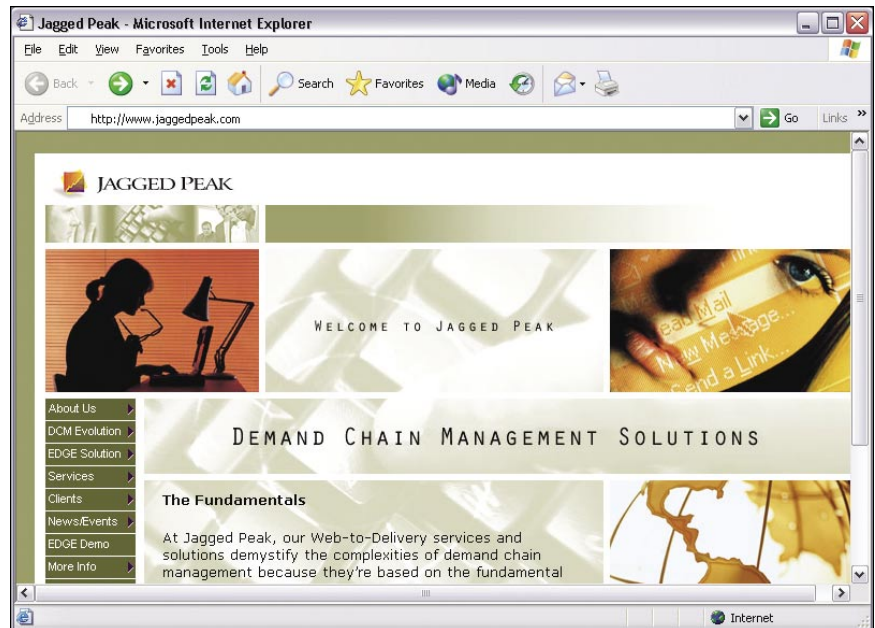 Jagged Peak - Microsoft Internet Explorer
File Edit View Favorites Tools Help
Back Search Favorites Media
Address http://www.jaggedpeak.com Go Links »
JAGGED PEAK
WELCOME TO JAGGED PEAK
Read Mail
New Message...
Send a Link...
About Us
DCM Evolution
EDGE Solution
Services
Clients
News/Events
EDGE Demo
More Info
DEMAND CHAIN MANAGEMENT SOLUTIONS
The Fundamentals
At Jagged Peak, our Web-to-Delivery services and
solutions demystify the complexities of demand chain
management because they're based on the fundamental
Internet